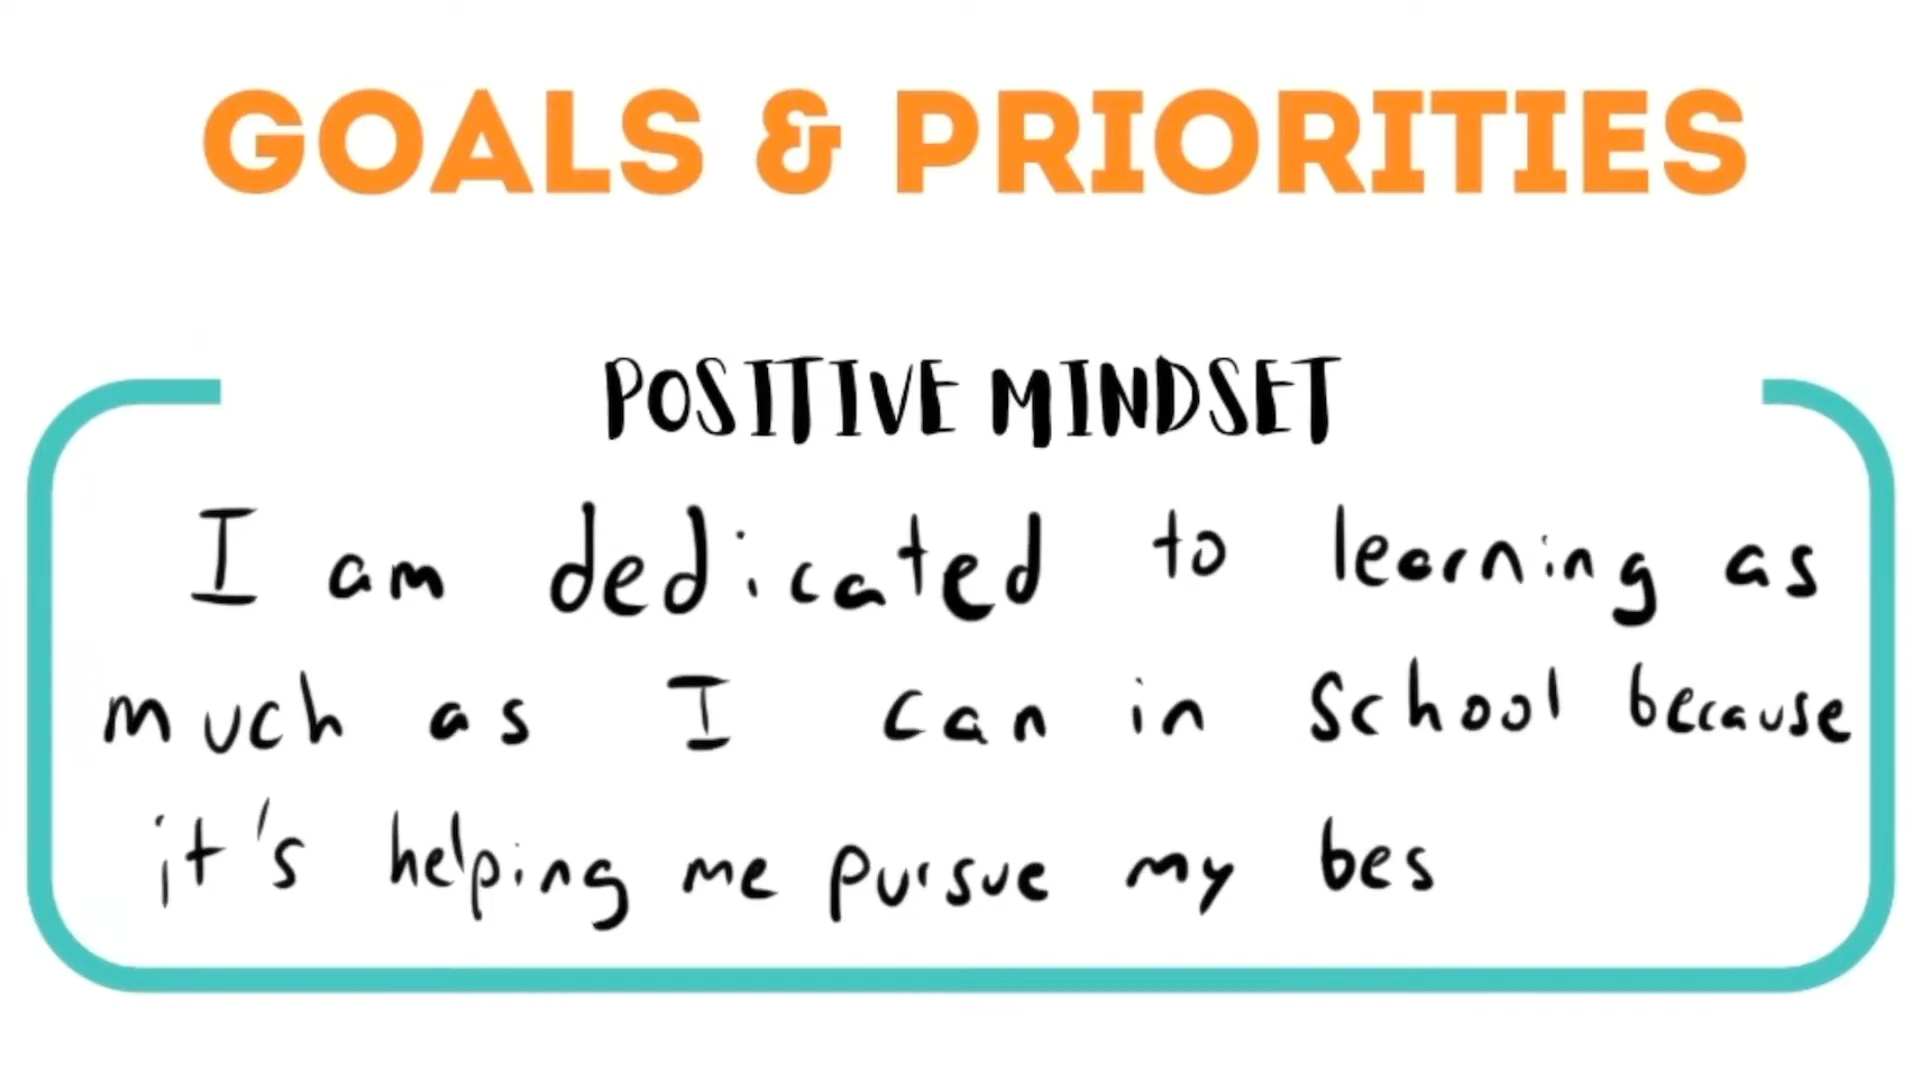 GOALS & PRIORITIES
POSITIVE MINDSET
I am dedicated to learning as
much as I can in school because
it's helping me pursue my bes